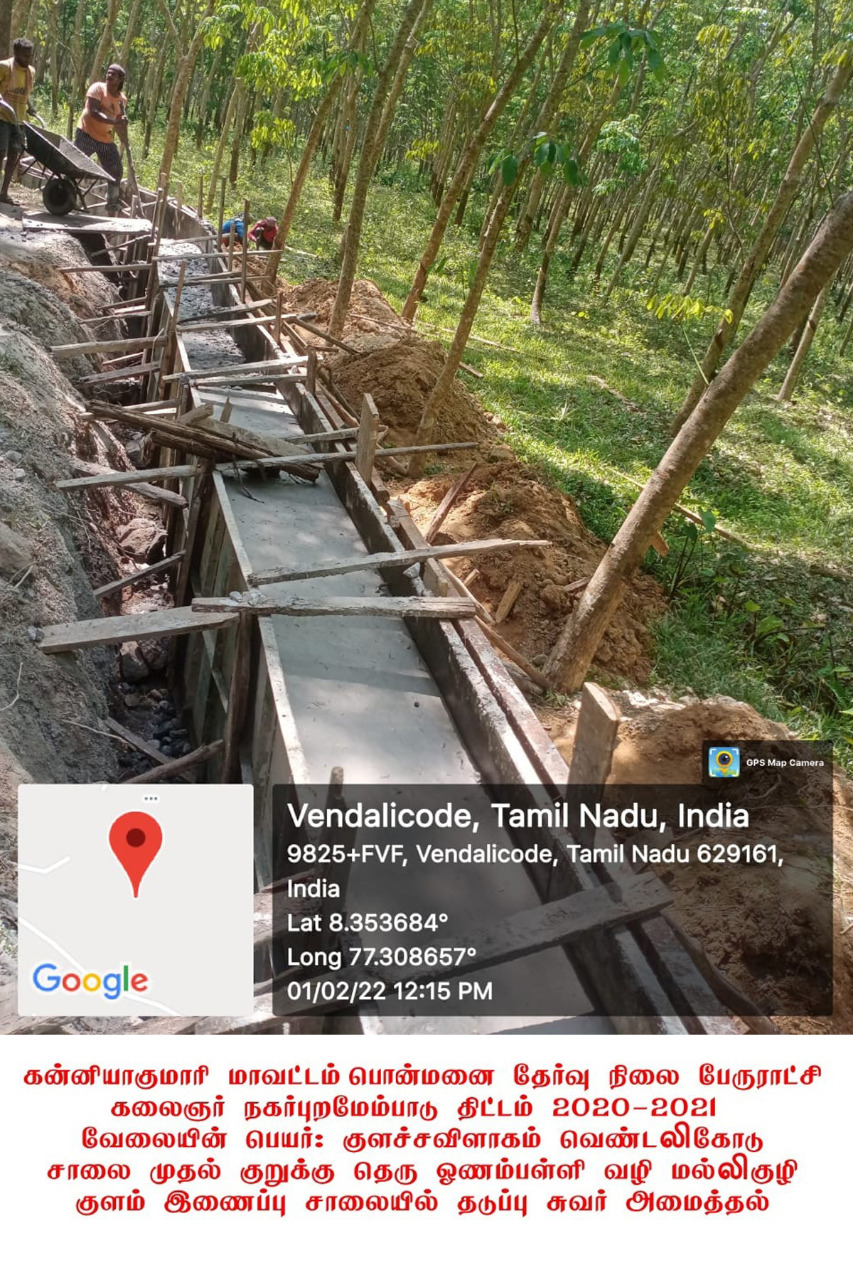 GPS Map Camera
Vendalicode, Tamil Nadu, India
9825+FVF, Vendalicode, Tamil Nadu 629161,
India
Lat 8.353684°
Long 77.308657°
01/02/22 12:15 PM
Google
கன்னியாகுமாரி மாவட்டம் பொன்மனை தேர்வு நிலை பேருராட்சி
கலைஞர் நகர்புறமேம்பாடு திட்டம் 2020-2021
வேலையின் பெயர்: குளச்சவிளாகம் வெண்டலிகோடு
சாலை முதல் குறுக்கு தெரு ஓணம்பள்ளி வழி மல்லிகுழி
குளம் இணைப்பு சாலையில் தடுப்பு சுவர் அமைத்தல்